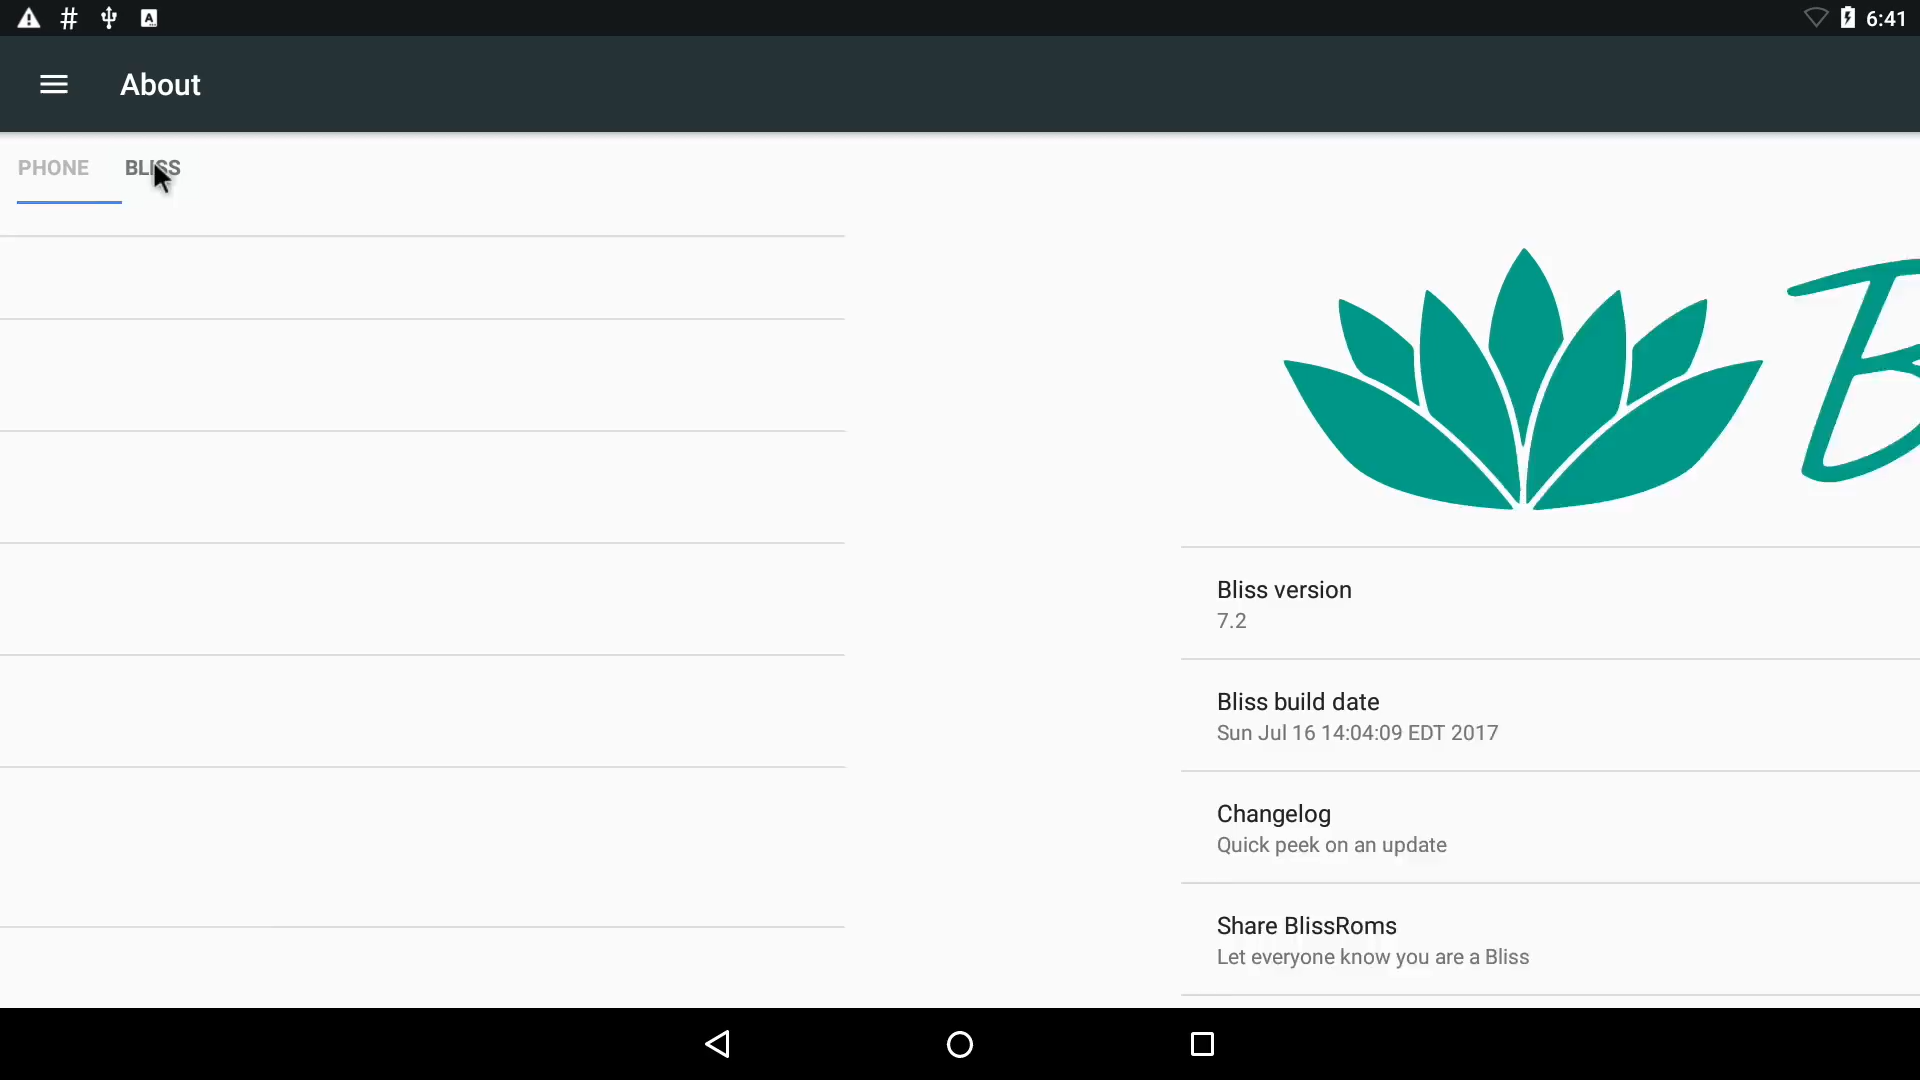 6:41
About
PHONE BLISS
B
Bliss version
7.2
Bliss build date
Sun Jul 16 14:04:09 EDT 2017
Changelog
Quick peek on an update
Share BlissRoms
Let everyone know you are a Bliss